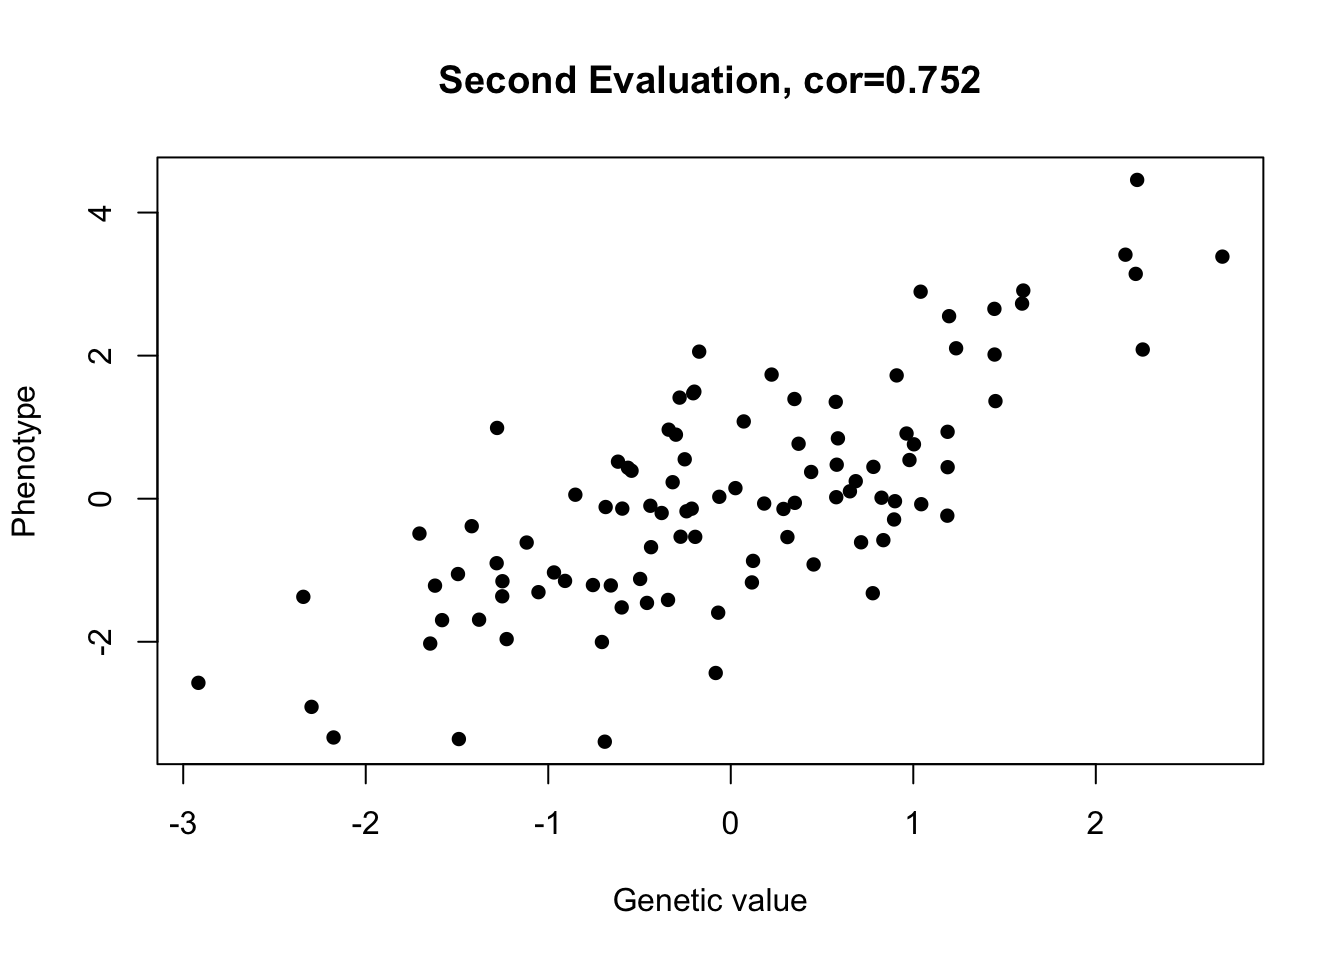 Second Evaluation, cor=0.752
4
2
0
-2
Phenotype
-3 -2 -1 0 1 2
Genetic value